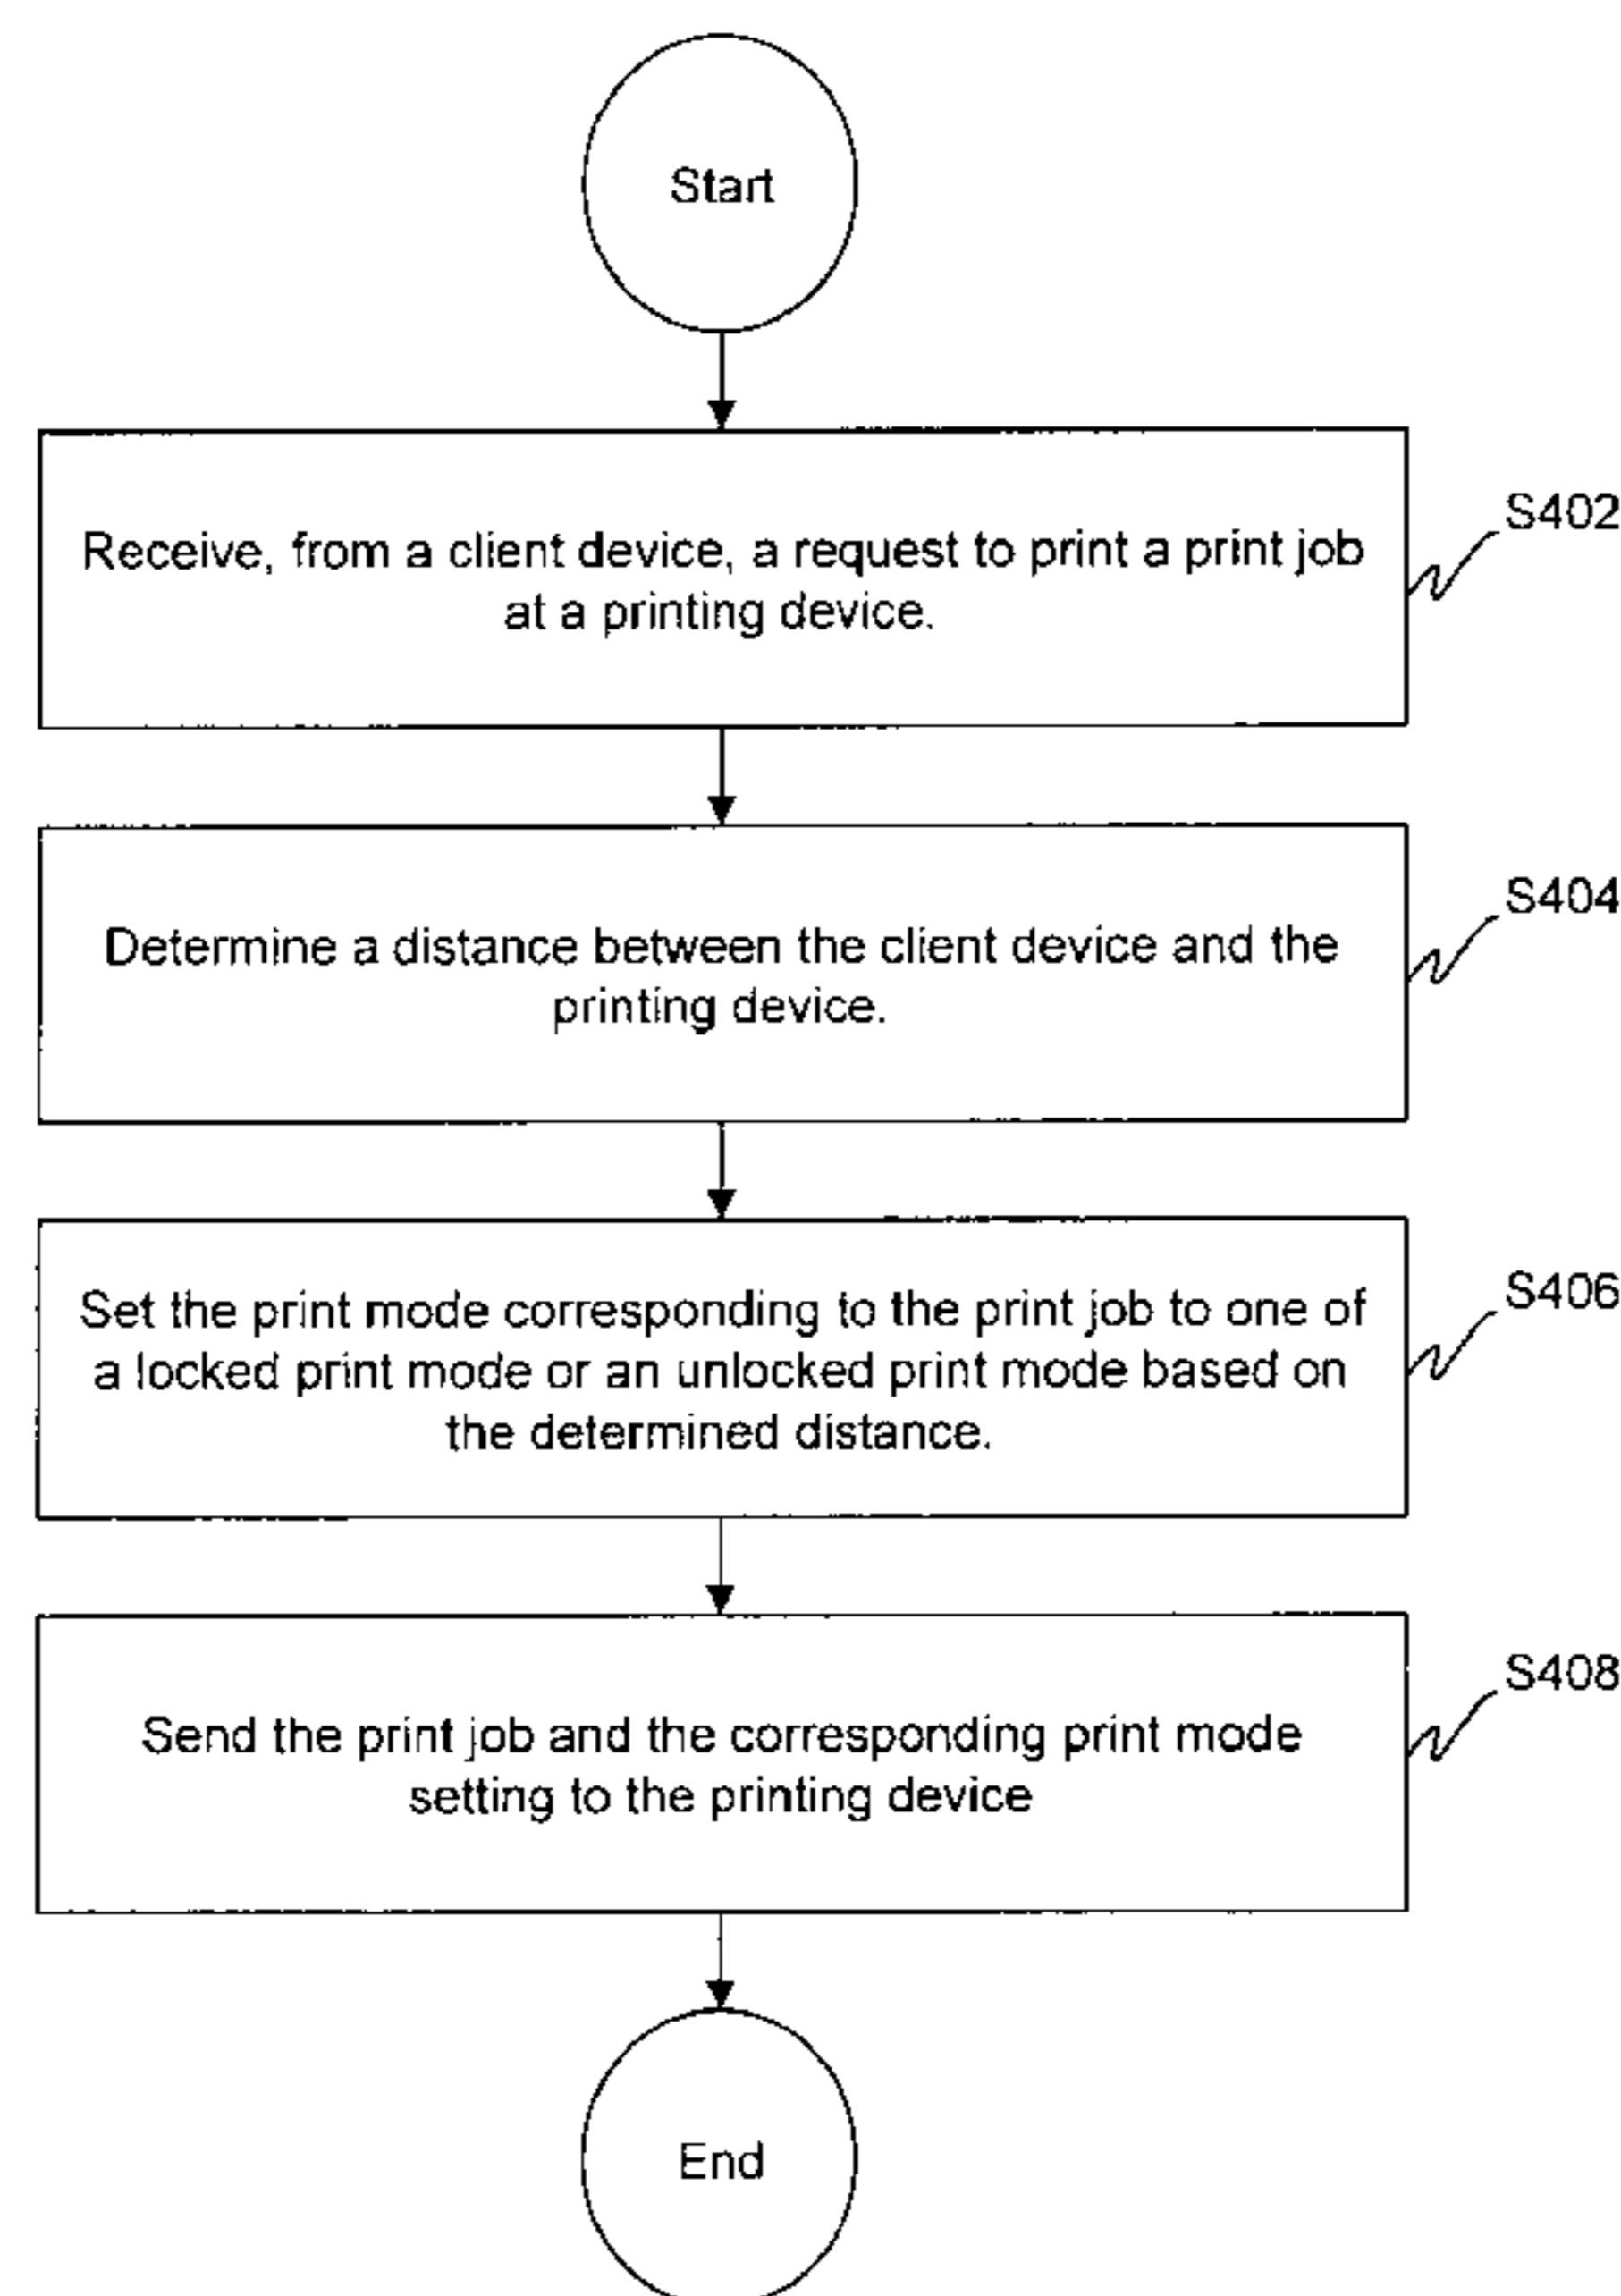 Start
Receive, from a client device, a request to print a print job
at a printing device.
S402
Determine a distance between the client device and the
printing device.
S404
Set the print mode corresponding to the print job to one of
a locked print mode or an unlocked print mode based on
the determined distance.
S406
Send the print job and the corresponding print mode
setting to the printing device
S408
End